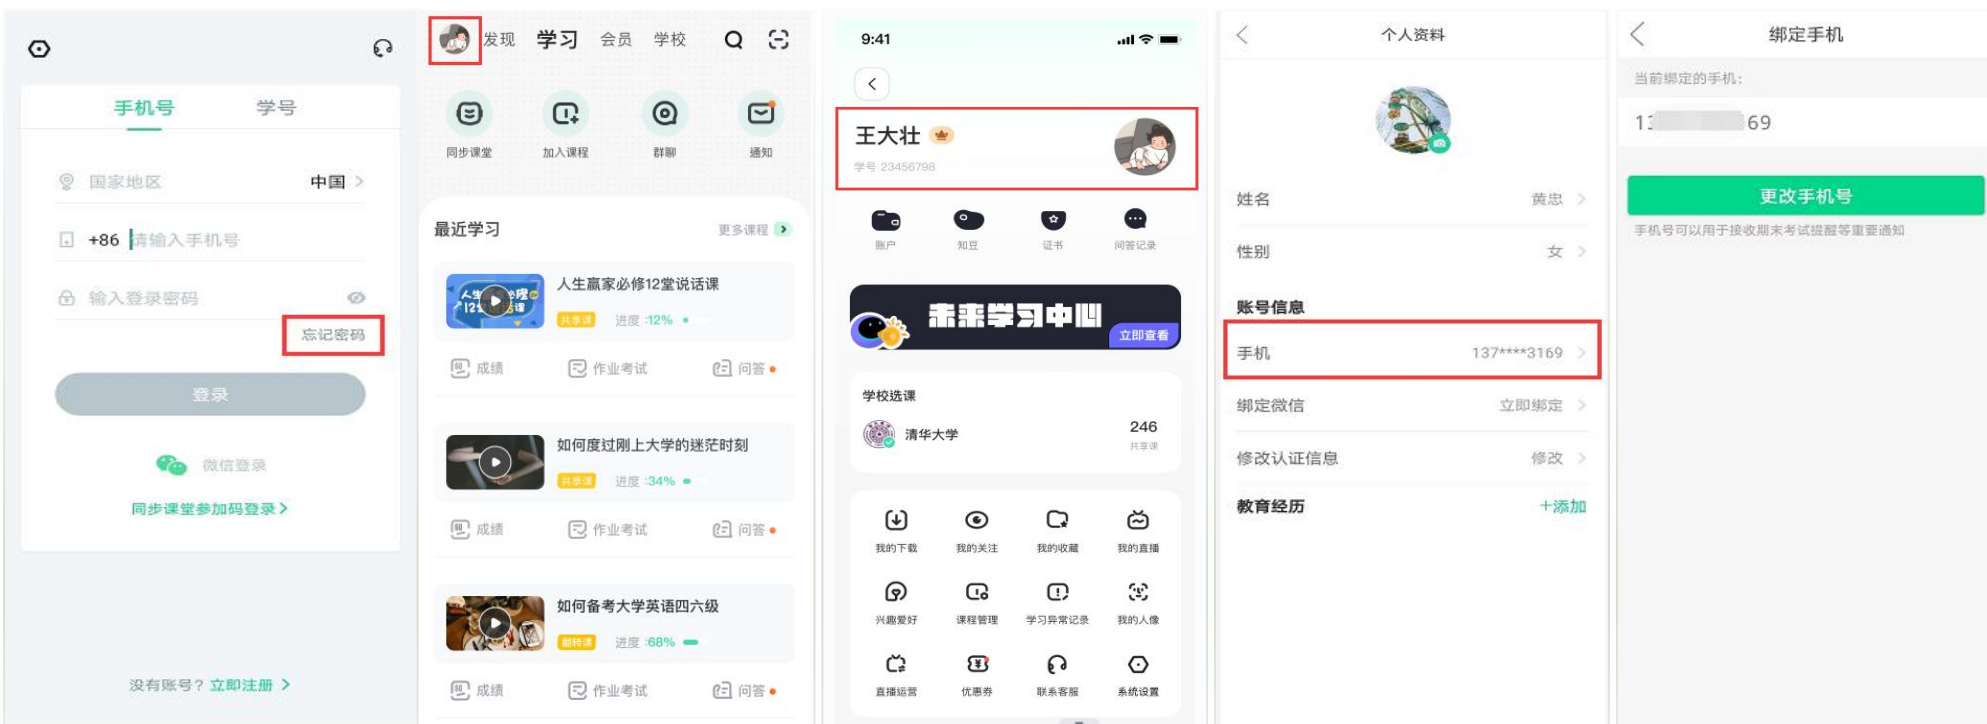 手机号 学号
国家地区 中国 >
+86 请输入手机号
输入登录密码
忘记密码
登录
微信登录
同步课堂参加码登录>
没有账号？立即注册 >
发现 学习 会员 学校
同步课堂 加入课程 群聊 通知
最近学习 更多课程
人生赢家必修12堂说话课
共享课 进度 :12%
成绩 作业考试 问答
如何度过刚上大学的迷茫时刻
共享课 进度 :34%
成绩 作业考试 问答
如何备考大学英语四六级
翻转课 进度 :68%
成绩 作业考试 问答
9:41
王大壮
学号 23456798
账户 知豆 证书 问答记录
未来学习中心
立即查看
学校选课
清华大学 246
共享课
我的下载 我的关注 我的收藏 我的直播
兴趣爱好 课程管理 学习异常记录 我的人像
直播运营 优惠券 联系客服 系统设置
个人资料
姓名 黄忠 >
性别 女 >
账号信息
手机 137****3169 >
绑定微信 立即绑定 >
修改认证信息 修改 >
教育经历 +添加
绑定手机
当前绑定的手机:
13 69
更改手机号
手机号可以用于接收期末考试提醒等重要通知